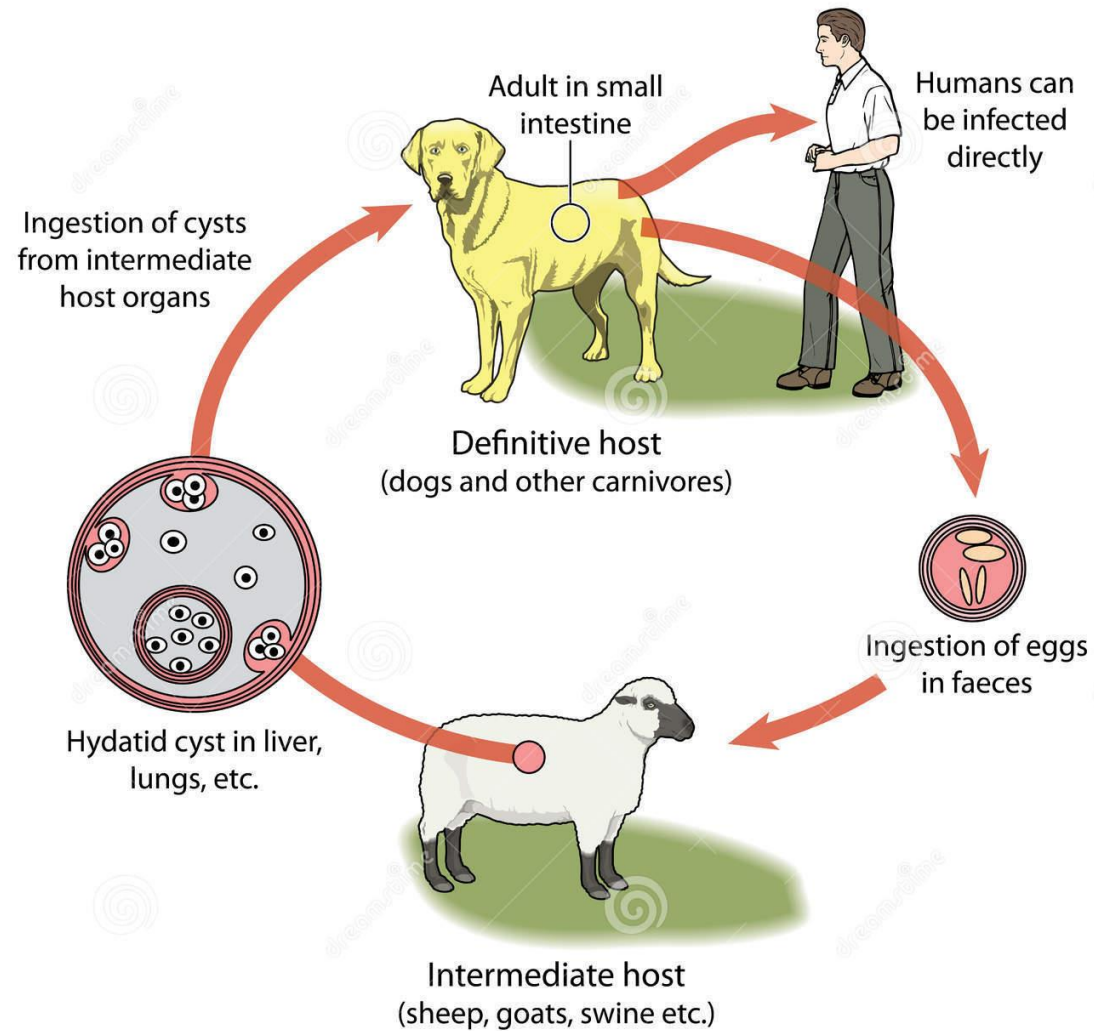 Adult in small
intestine
Humans can
be infected
directly
Ingestion of cysts
from intermediate
host organs
Definitive host
(dogs and other carnivores)
Ingestion of eggs
in faeces
Hydatid cyst in liver,
lungs, etc.
Intermediate host
(sheep, goats, swine etc.)
dreamstime